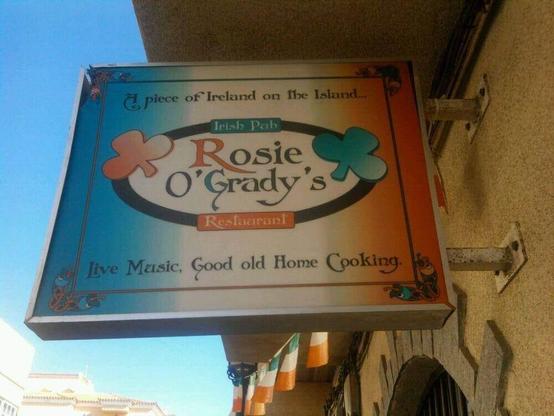 A piece of Ireland on the Island...
Irish Pub
Rosie
O'Grady's
Restaurant
Live Music, Good old Home Cooking.